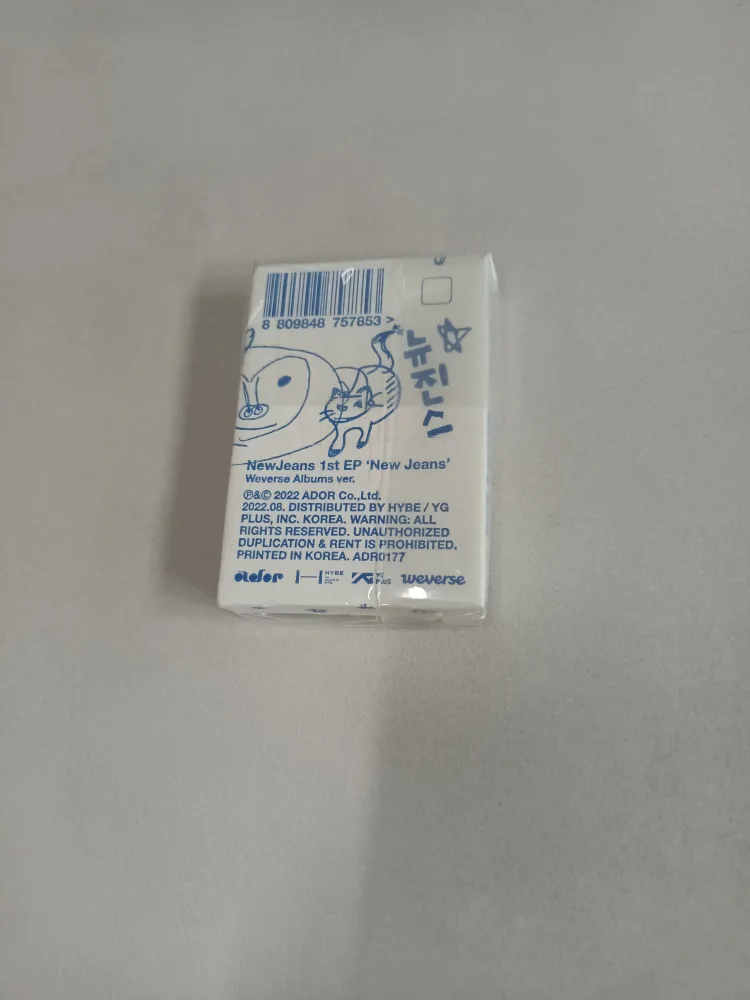 8 809848 757853 >
뉴진스
NewJeans 1st EP ‘New Jeans’
Weverse Albums ver.
℗&© 2022 ADOR Co.,Ltd.
2022.08. DISTRIBUTED BY HYBE / YG
PLUS, INC. KOREA. WARNING: ALL
RIGHTS RESERVED. UNAUTHORIZED
DUPLICATION & RENT IS PROHIBITED.
PRINTED IN KOREA. ADR0177
ador HYBE YG PLUS weverse